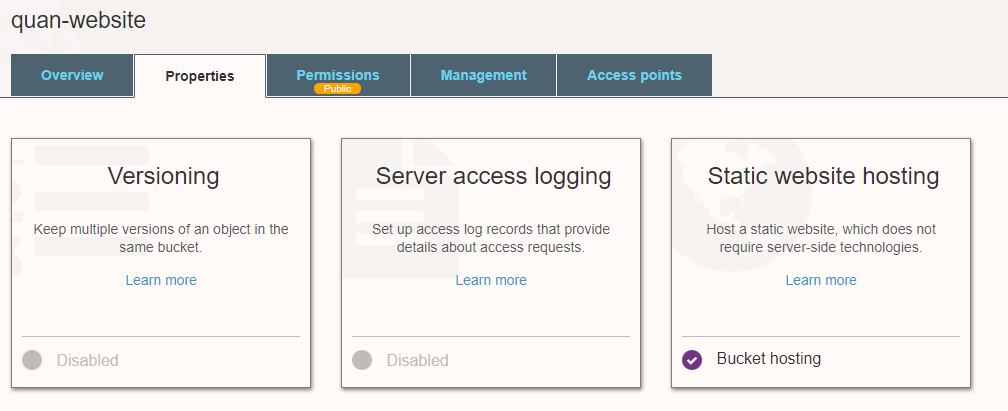 quan-website
Overview
Properties
Permissions
Public
Management
Access points
Versioning
Keep multiple versions of an object in the
same bucket.
Learn more
Disabled
Server access logging
Set up access log records that provide
details about access requests.
Learn more
Disabled
Static website hosting
Host a static website, which does not
require server-side technologies.
Learn more
Bucket hosting